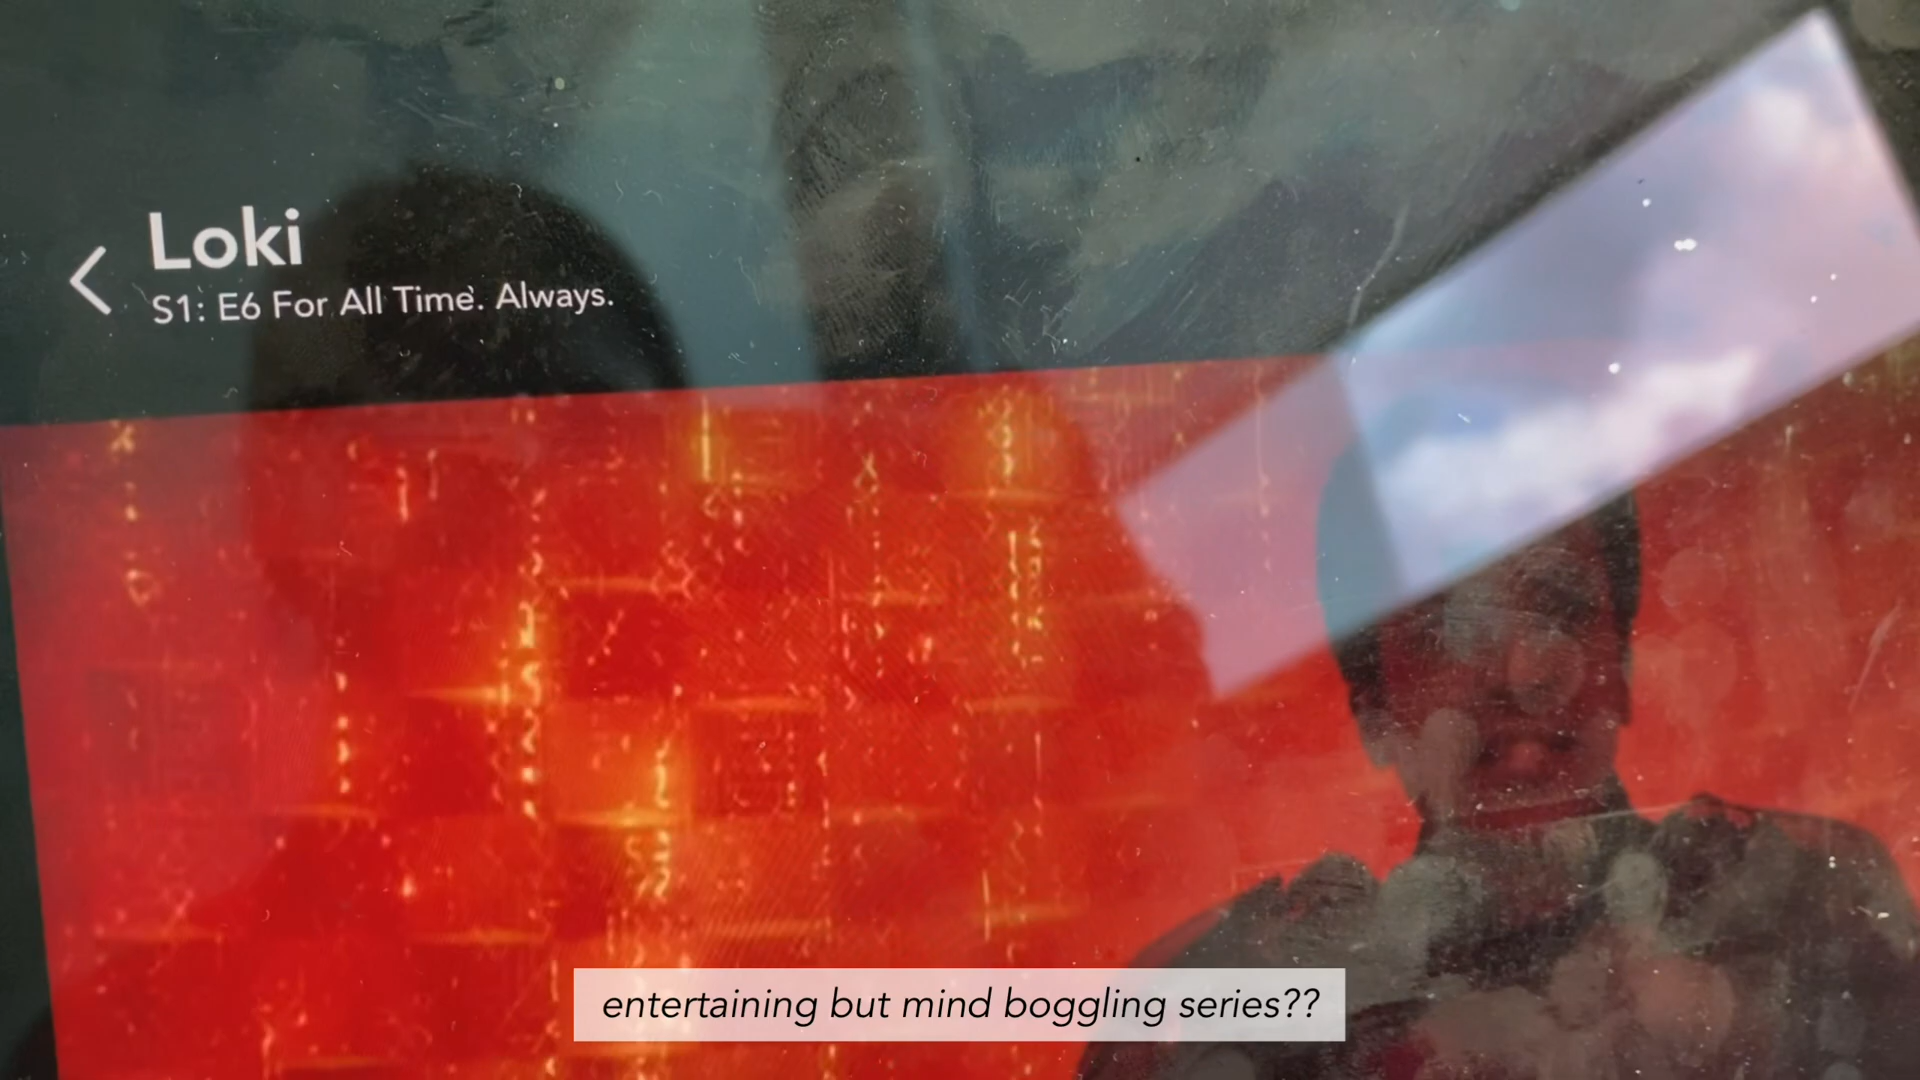 Loki
S1: E6 For All Time. Always.
entertaining but mind boggling series??